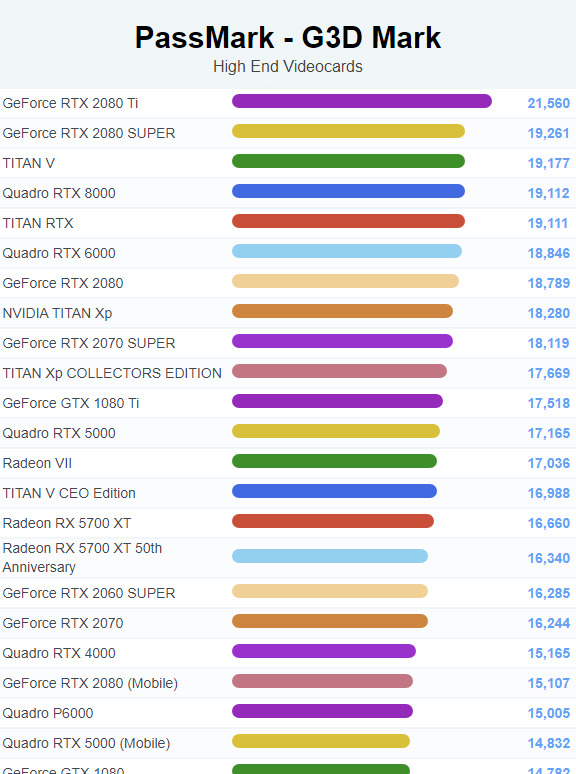 PassMark - G3D Mark
High End Videocards
GeForce RTX 2080 Ti 21,560
GeForce RTX 2080 SUPER 19,261
TITAN V 19,177
Quadro RTX 8000 19,112
TITAN RTX 19,111
Quadro RTX 6000 18,846
GeForce RTX 2080 18,789
NVIDIA TITAN Xp 18,280
GeForce RTX 2070 SUPER 18,119
TITAN Xp COLLECTORS EDITION 17,669
GeForce GTX 1080 Ti 17,518
Quadro RTX 5000 17,165
Radeon VII 17,036
TITAN V CEO Edition 16,988
Radeon RX 5700 XT 16,660
Radeon RX 5700 XT 50th
Anniversary 16,340
GeForce RTX 2060 SUPER 16,285
GeForce RTX 2070 16,244
Quadro RTX 4000 15,165
GeForce RTX 2080 (Mobile) 15,107
Quadro P6000 15,005
Quadro RTX 5000 (Mobile) 14,832
GeForce GTX 1080 14,782